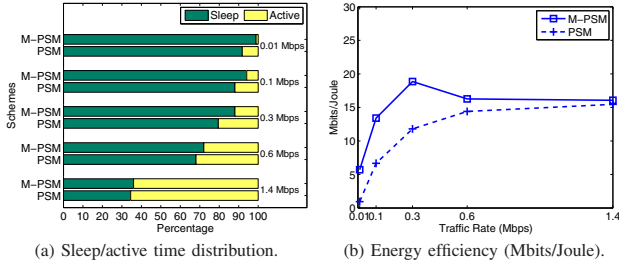 Sleep Active
Schemes
M-PSM
PSM
0.01 Mbps
M-PSM
PSM
0.1 Mbps
M-PSM
PSM
0.3 Mbps
M-PSM
PSM
0.6 Mbps
M-PSM
PSM
1.4 Mbps
0 10 20 30 40 50 60 70 80 90 100
Percentage
(a) Sleep/active time distribution.
M-PSM
PSM
Mbits/Joule
30
25
20
15
10
5
0
0.01 0.1 0.3 0.6 1.4
Traffic Rate (Mbps)
(b) Energy efficiency (Mbits/Joule).